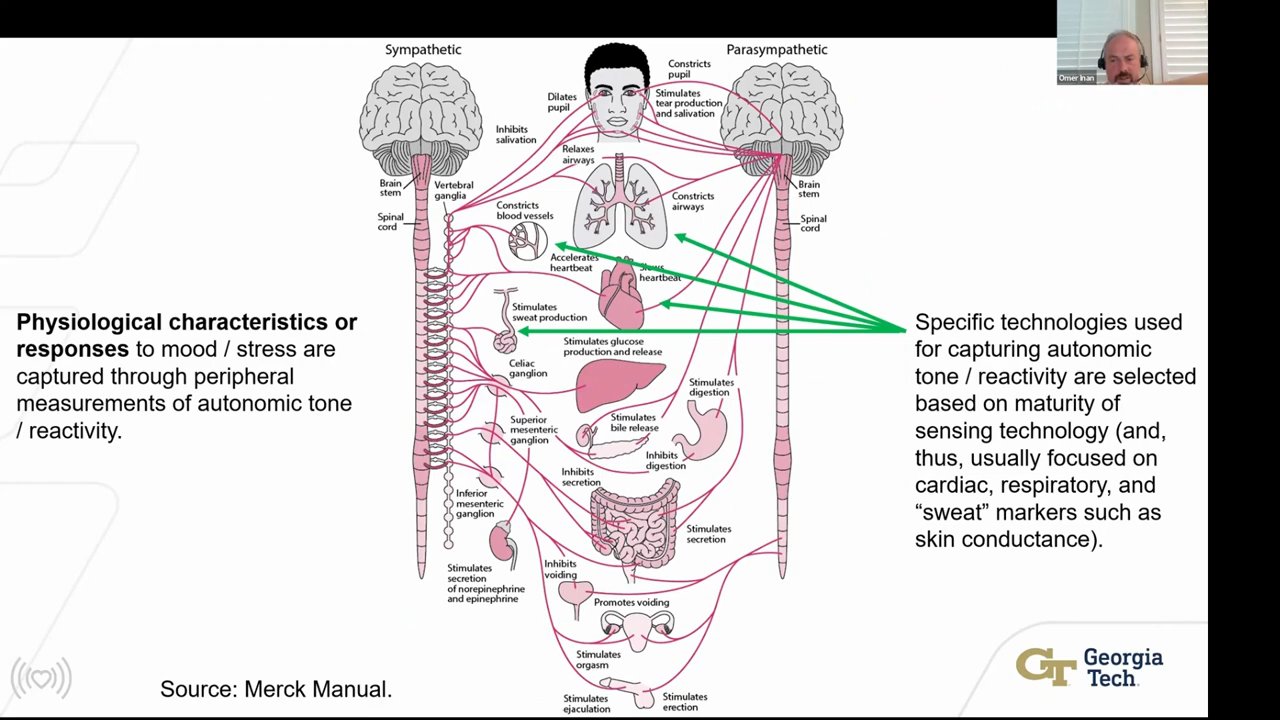 Sympathetic
Parasympathetic
Omer Inan
Constricts
pupil
Dilates
pupil
Stimulates
tear production
and salivation
Inhibits
salivation
Relaxes
airways
Brain
stem
Vertebral
ganglia
Brain
stem
Constricts
blood vessels
Constricts
airways
Spinal
cord
Spinal
cord
Accelerates
heartbeat
Slows
heartbeat
Stimulates
sweat production
Stimulates glucose
production and release
Celiac
ganglion
Stimulates
digestion
Superior
mesenteric
ganglion
Stimulates
bile release
Inhibits
digestion
Inhibits
secretion
Inferior
mesenteric
ganglion
Stimulates
secretion
Stimulates
secretion
of norepinephrine
and epinephrine
Inhibits
voiding
Promotes voiding
Stimulates
orgasm
Stimulates
ejaculation
Stimulates
erection
Physiological characteristics or
responses to mood / stress are
captured through peripheral
measurements of autonomic tone
/ reactivity.
Specific technologies used
for capturing autonomic
tone / reactivity are selected
based on maturity of
sensing technology (and,
thus, usually focused on
cardiac, respiratory, and
“sweat” markers such as
skin conductance).
Source: Merck Manual.
GT Georgia
Tech